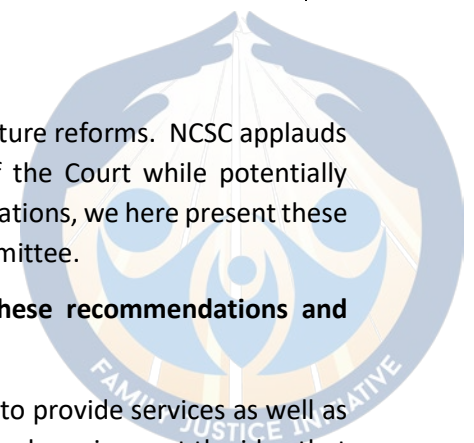 ture reforms. NCSC applauds
f the Court while potentially
ations, we here present these
mittee.
hese recommendations and
to provide services as well as
FAMILY JUSTICE INITIATIVE